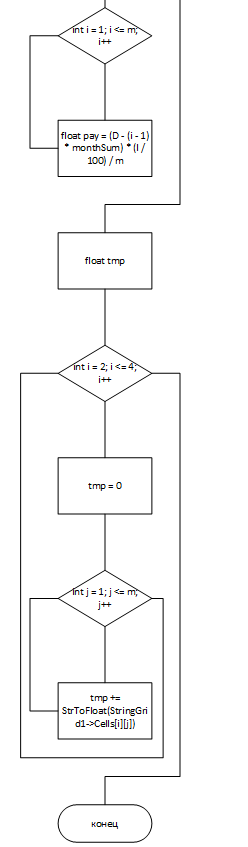 int i = 1; i <= m;
i++
float pay = (D - (i - 1)
* monthSum) * (I /
100) / m
float tmp
int i = 2; i <= 4;
i++
tmp = 0
int j = 1; j <= m;
j++
tmp +=
StrToFloat(StringGri
d1->Cells[i][j])
конец